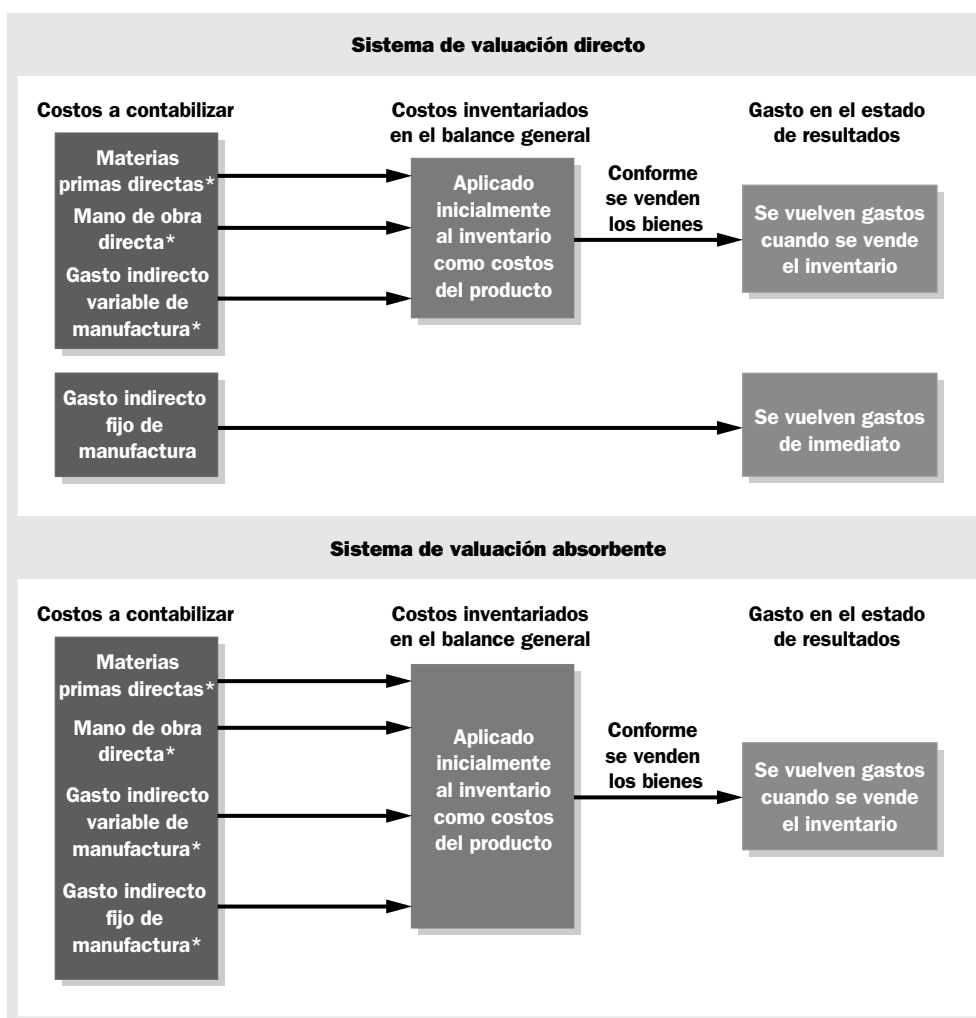 Sistema de valuación directo
Costos a contabilizar
Costos inventariados
en el balance general
Gasto en el estado
de resultados
Materias
primas directas*
Mano de obra
directa*
Gasto indirecto
variable de
manufactura*
Aplicado
inicialmente
al inventario
como costos
del producto
Conforme
se venden
los bienes
Se vuelven gastos
cuando se vende
el inventario
Gasto indirecto
fijo de
manufactura
Se vuelven gastos
de inmediato
Sistema de valuación absorbente
Costos a contabilizar
Costos inventariados
en el balance general
Gasto en el estado
de resultados
Materias
primas directas*
Mano de obra
directa*
Gasto indirecto
variable de
manufactura*
Gasto indirecto
fijo de
manufactura*
Aplicado
inicialmente
al inventario
como costos
del producto
Conforme
se venden
los bienes
Se vuelven gastos
cuando se vende
el inventario